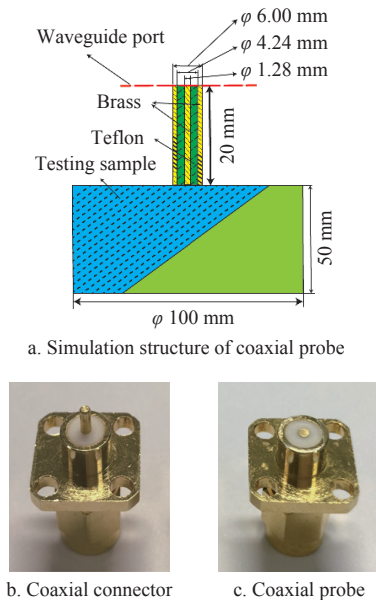 φ 6.00 mm
Waveguide port
φ 4.24 mm
φ 1.28 mm
Brass
Teflon
Testing sample
20 mm
50 mm
φ 100 mm
a. Simulation structure of coaxial probe
b. Coaxial connector
c. Coaxial probe